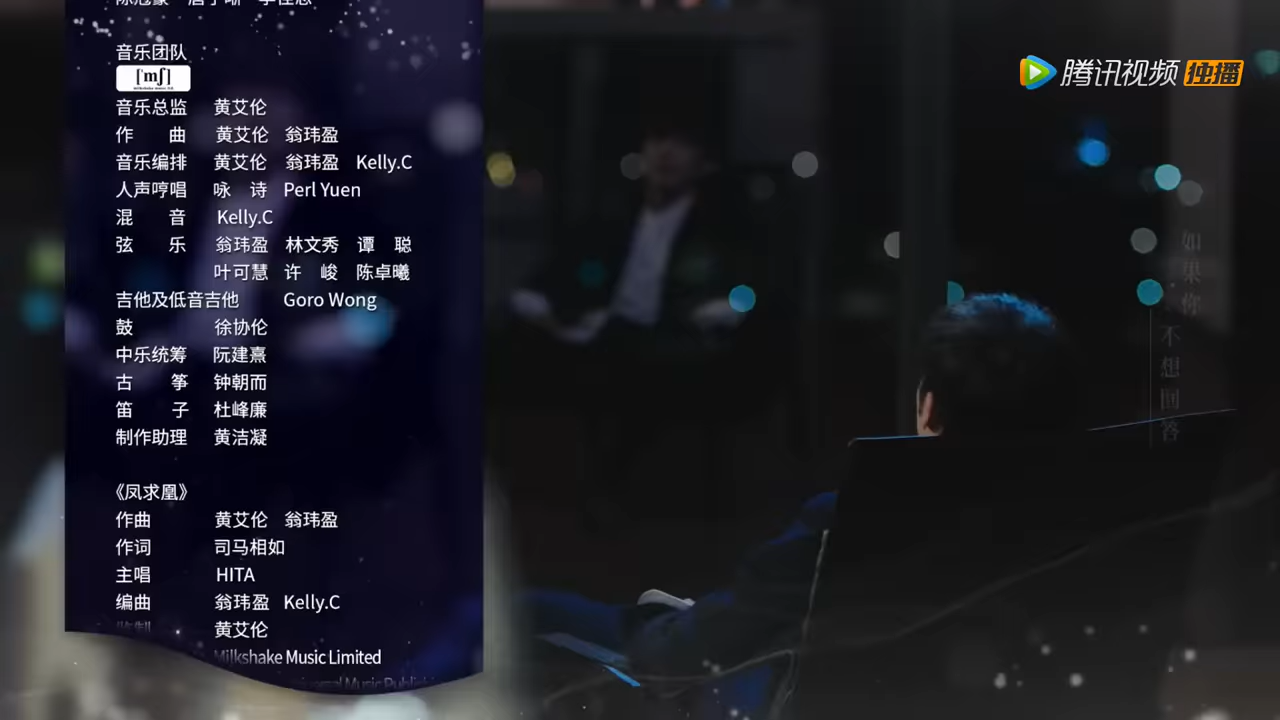 音乐团队
[ˈmʃ]
音乐总监 黄艾伦
作 曲 黄艾伦 翁玮盈
音乐编排 黄艾伦 翁玮盈 Kelly.C
人声哼唱 咏 诗 Perl Yuen
混 音 Kelly.C
弦 乐 翁玮盈 林文秀 谭 聪
叶可慧 许 峻 陈卓曦
吉他及低音吉他 Goro Wong
鼓 徐协伦
中乐统筹 阮建熹
古 筝 钟朝而
笛 子 杜峰廉
制作助理 黄洁凝
《凤求凰》
作曲 黄艾伦 翁玮盈
作词 司马相如
主唱 HITA
编曲 翁玮盈 Kelly.C
监制 黄艾伦
Milkshake Music Limited
腾讯视频 独播
如果你
不想回答